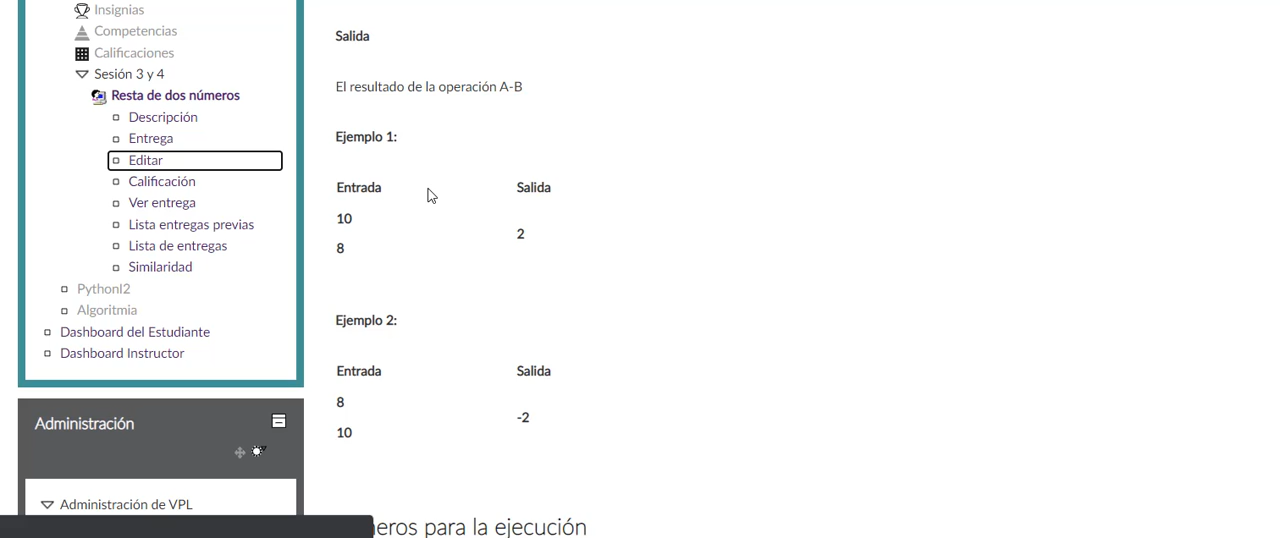 Insignias
Competencias
Calificaciones
Sesión 3 y 4
Resta de dos números
Descripción
Entrega
Editar
Calificación
Ver entrega
Lista entregas previas
Lista de entregas
Similaridad
PythonI2
Algoritmia
Dashboard del Estudiante
Dashboard Instructor
Administración
Administración de VPL
Salida
El resultado de la operación A-B
Ejemplo 1:
Entrada Salida
10
2
8
Ejemplo 2:
Entrada Salida
8
-2
10
para la ejecución